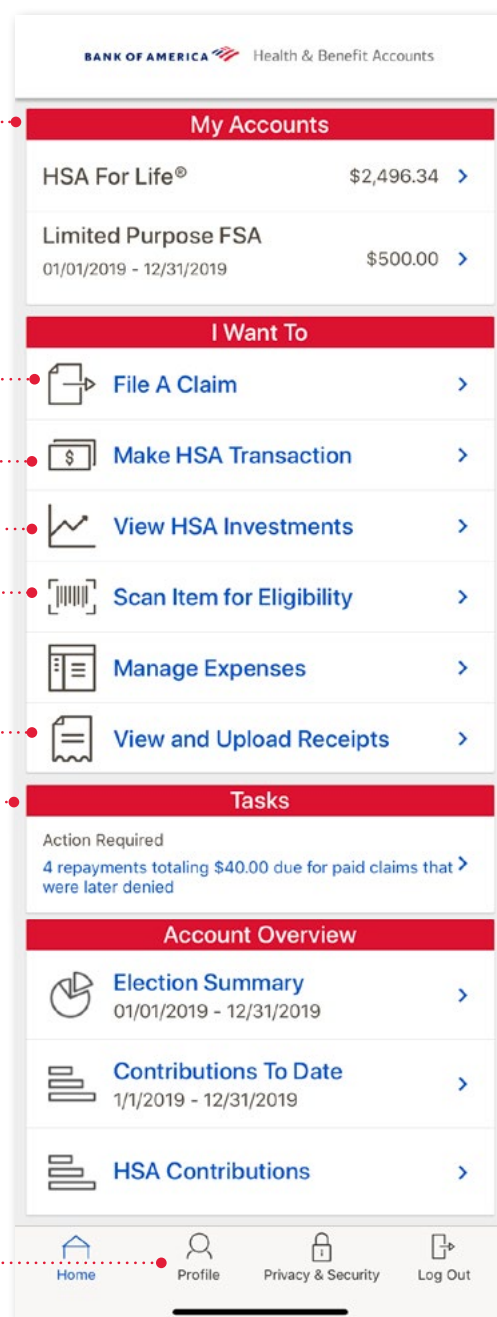 BANK OF AMERICA Health & Benefit Accounts
My Accounts
HSA For Life® $2,496.34
Limited Purpose FSA
01/01/2019 - 12/31/2019 $500.00
I Want To
File A Claim
$ Make HSA Transaction
View HSA Investments
Scan Item for Eligibility
Manage Expenses
View and Upload Receipts
Tasks
Action Required
4 repayments totaling $40.00 due for paid claims that
were later denied
Account Overview
Election Summary
01/01/2019 - 12/31/2019
Contributions To Date
1/1/2019 - 12/31/2019
HSA Contributions
Home Profile Privacy & Security Log Out